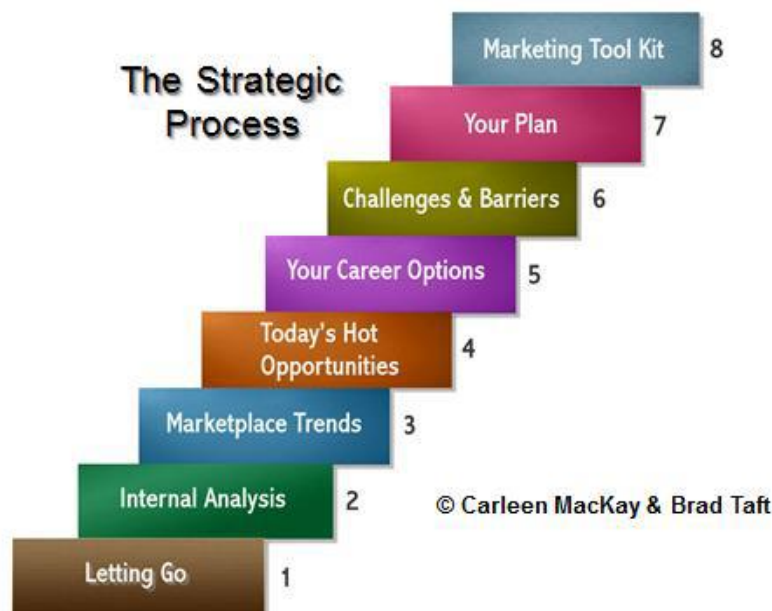 The Strategic
Process
Marketing Tool Kit 8
Your Plan 7
Challenges & Barriers 6
Your Career Options 5
Today's Hot
Opportunities 4
Marketplace Trends 3
Internal Analysis 2
© Carleen MacKay & Brad Taft
Letting Go 1